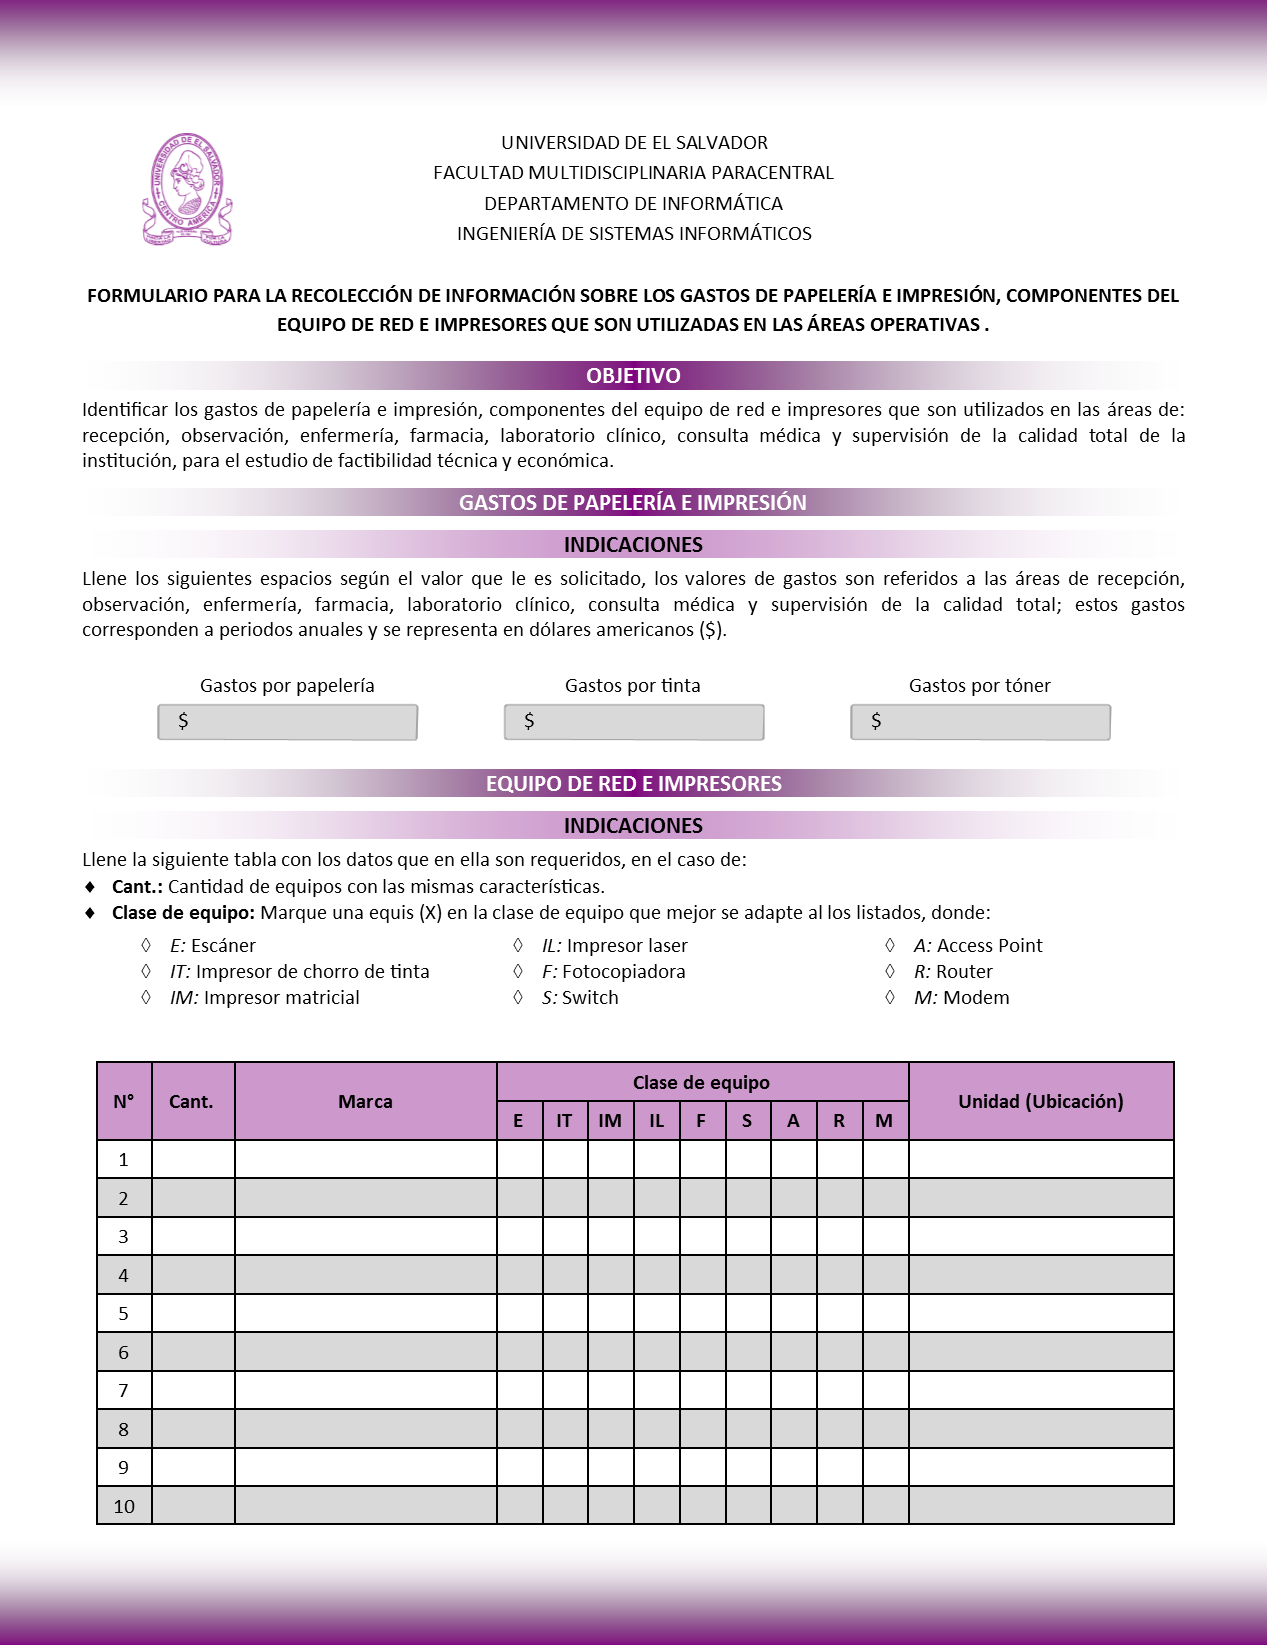 UNIVERSIDAD DE EL SALVADOR
CENTRO AMERICA
HACIA LA LIBERTAD POR LA CULTURA
UNIVERSIDAD DE EL SALVADOR
FACULTAD MULTIDISCIPLINARIA PARACENTRAL
DEPARTAMENTO DE INFORMÁTICA
INGENIERÍA DE SISTEMAS INFORMÁTICOS
FORMULARIO PARA LA RECOLECCIÓN DE INFORMACIÓN SOBRE LOS GASTOS DE PAPELERÍA E IMPRESIÓN, COMPONENTES DEL
EQUIPO DE RED E IMPRESORES QUE SON UTILIZADAS EN LAS ÁREAS OPERATIVAS .
OBJETIVO
Identificar los gastos de papelería e impresión, componentes del equipo de red e impresores que son utilizados en las áreas de:
recepción, observación, enfermería, farmacia, laboratorio clínico, consulta médica y supervisión de la calidad total de la
institución, para el estudio de factibilidad técnica y económica.
GASTOS DE PAPELERÍA E IMPRESIÓN
INDICACIONES
Llene los siguientes espacios según el valor que le es solicitado, los valores de gastos son referidos a las áreas de recepción,
observación, enfermería, farmacia, laboratorio clínico, consulta médica y supervisión de la calidad total; estos gastos
corresponden a periodos anuales y se representa en dólares americanos ($).
Gastos por papelería Gastos por tinta Gastos por tóner
$ $ $
EQUIPO DE RED E IMPRESORES
INDICACIONES
Llene la siguiente tabla con los datos que en ella son requeridos, en el caso de:
♦ Cant.: Cantidad de equipos con las mismas características.
♦ Clase de equipo: Marque una equis (X) en la clase de equipo que mejor se adapte al los listados, donde:
◊ E: Escáner ◊ IL: Impresor laser ◊ A: Access Point
◊ IT: Impresor de chorro de tinta ◊ F: Fotocopiadora ◊ R: Router
◊ IM: Impresor matricial ◊ S: Switch ◊ M: Modem
N° Cant. Marca Clase de equipo Unidad (Ubicación)
E IT IM IL F S A R M
1
2
3
4
5
6
7
8
9
10